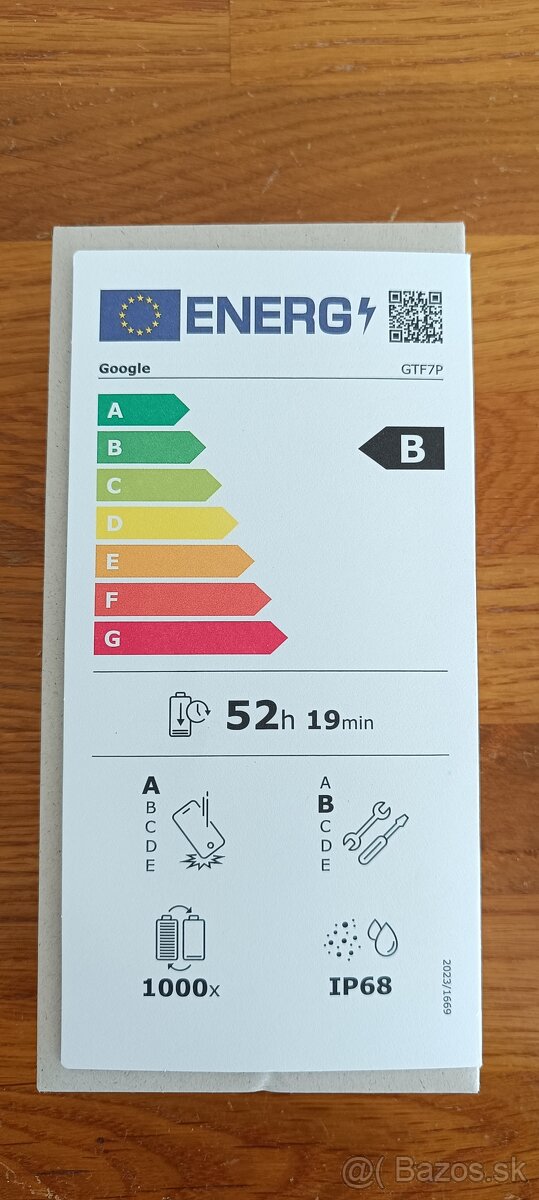 ENERG
Google GTF7P
A
B
B
C
D
E
F
G
52h 19min
A
B
C
D
E
A
B
C
D
E
1000x
IP68
2023/1669
@ Bazos.sk